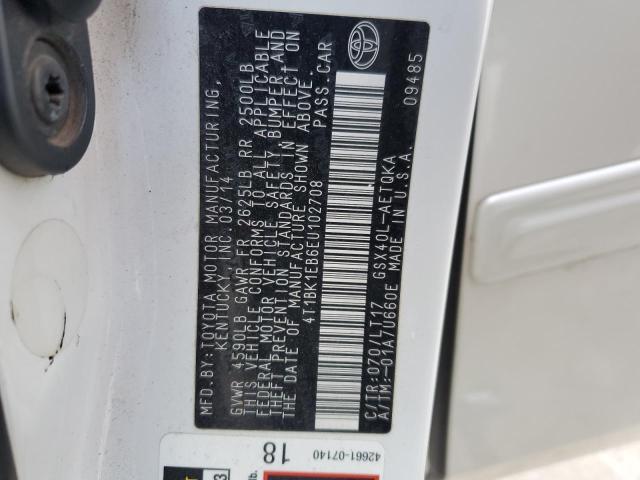 MFD.BY:TOYOTA MOTOR MANUFACTURING,
KENTUCKY, INC. 03/14
GVWR 4590LB GAWR FR 2625LB RR 2500LB
THIS VEHICLE CONFORMS TO ALL APPLICABLE
FEDERAL MOTOR VEHICLE SAFETY, BUMPER AND
THEFT PREVENTION STANDARDS IN EFFECT ON
THE DATE OF MANUFACTURE SHOWN ABOVE.
4T1BK1EB6EU102708 PASS.CAR
C/TR:070/LT17 GSX40L-AETQKA
A/TM:-01A/U660E MADE IN U.S.A.
09485
42661-07140
18
lb.
3